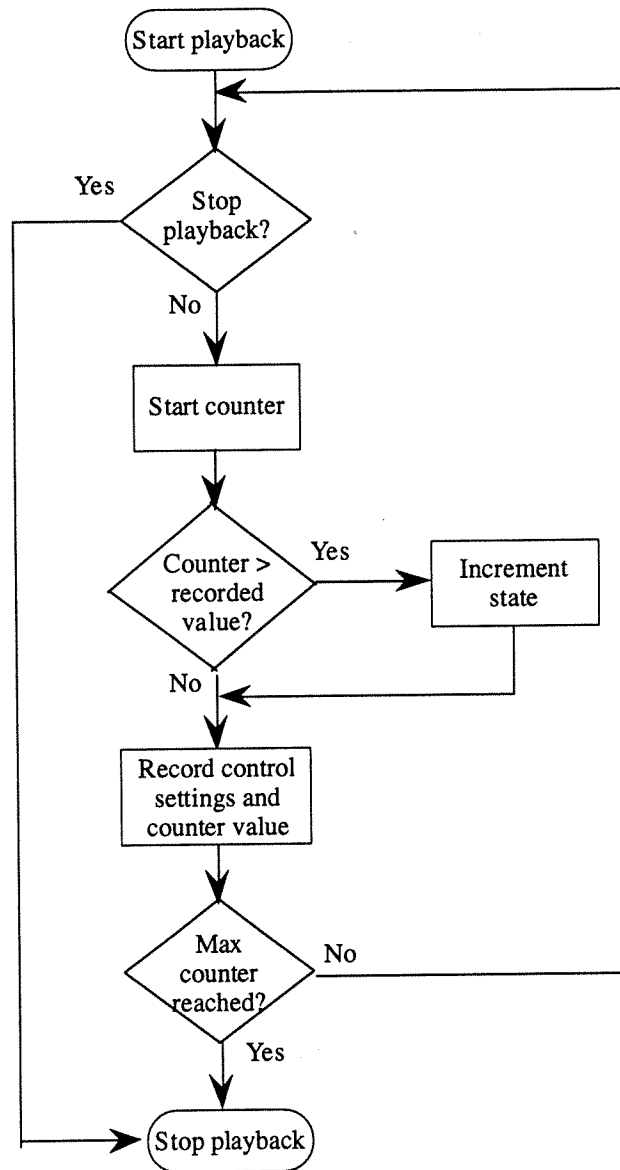 Start playback
Yes
Stop
playback?
No
Start counter
Counter >
recorded
value?
Yes
Increment
state
No
Record control
settings and
counter value
Max
counter
reached?
No
Yes
Stop playback